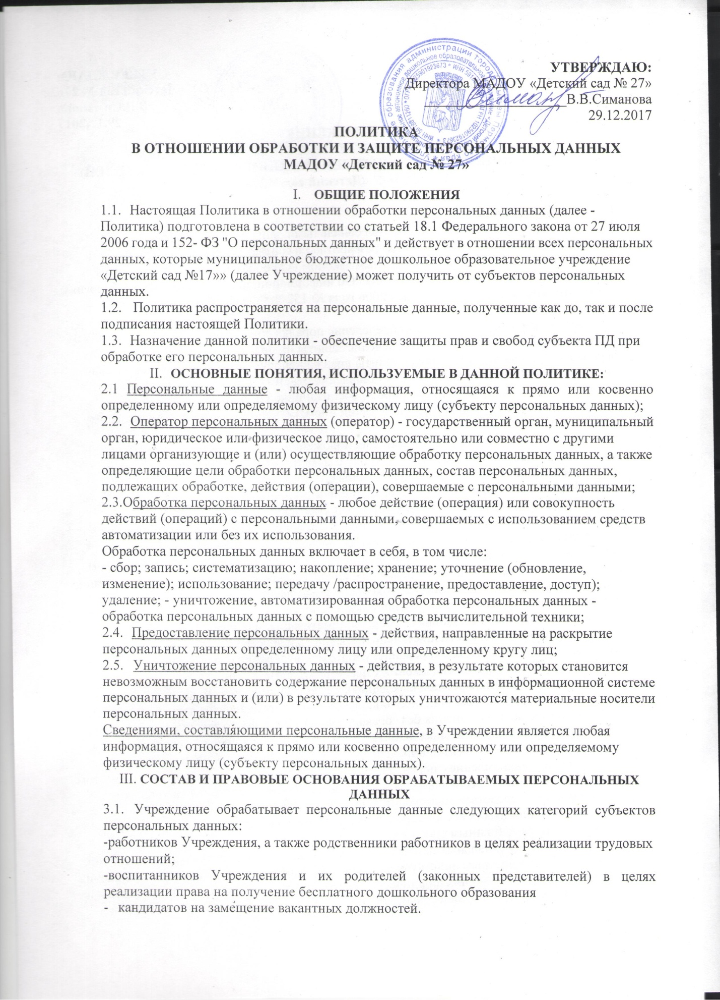 УТВЕРЖДАЮ:
Директора МАДОУ «Детский сад № 27»
____________________В.В.Симанова
29.12.2017
ПОЛИТИКА
В ОТНОШЕНИИ ОБРАБОТКИ И ЗАЩИТЕ ПЕРСОНАЛЬНЫХ ДАННЫХ
МАДОУ «Детский сад № 27»
I. ОБЩИЕ ПОЛОЖЕНИЯ
1.1. Настоящая Политика в отношении обработки персональных данных (далее -
Политика) подготовлена в соответствии со статьей 18.1 Федерального закона от 27 июля
2006 года и 152- ФЗ "О персональных данных" и действует в отношении всех персональных
данных, которые муниципальное бюджетное дошкольное образовательное учреждение
«Детский сад №17»» (далее Учреждение) может получить от субъектов персональных
данных.
1.2. Политика распространяется на персональные данные, полученные как до, так и после
подписания настоящей Политики.
1.3. Назначение данной политики - обеспечение защиты прав и свобод субъекта ПД при
обработке его персональных данных.
II. ОСНОВНЫЕ ПОНЯТИЯ, ИСПОЛЬЗУЕМЫЕ В ДАННОЙ ПОЛИТИКЕ:
2.1 Персональные данные - любая информация, относящаяся к прямо или косвенно
определенному или определяемому физическому лицу (субъекту персональных данных);
2.2. Оператор персональных данных (оператор) - государственный орган, муниципальный
орган, юридическое или физическое лицо, самостоятельно или совместно с другими
лицами организующие и (или) осуществляющие обработку персональных данных, а также
определяющие цели обработки персональных данных, состав персональных данных,
подлежащих обработке, действия (операции), совершаемые с персональными данными;
2.3.Обработка персональных данных - любое действие (операция) или совокупность
действий (операций) с персональными данными, совершаемых с использованием средств
автоматизации или без их использования.
Обработка персональных данных включает в себя, в том числе:
- сбор; запись; систематизацию; накопление; хранение; уточнение (обновление,
изменение); использование; передачу /распространение, предоставление, доступ);
удаление; - уничтожение, автоматизированная обработка персональных данных -
обработка персональных данных с помощью средств вычислительной техники;
2.4. Предоставление персональных данных - действия, направленные на раскрытие
персональных данных определенному лицу или определенному кругу лиц;
2.5. Уничтожение персональных данных - действия, в результате которых становится
невозможным восстановить содержание персональных данных в информационной системе
персональных данных и (или) в результате которых уничтожаются материальные носители
персональных данных.
Сведениями, составляющими персональные данные, в Учреждении является любая
информация, относящаяся к прямо или косвенно определенному или определяемому
физическому лицу (субъекту персональных данных).
III. СОСТАВ И ПРАВОВЫЕ ОСНОВАНИЯ ОБРАБАТЫВАЕМЫХ ПЕРСОНАЛЬНЫХ
ДАННЫХ
3.1. Учреждение обрабатывает персональные данные следующих категорий субъектов
персональных данных:
-работников Учреждения, а также родственники работников в целях реализации трудовых
отношений;
-воспитанников Учреждения и их родителей (законных представителей) в целях
реализации права на получение бесплатного дошкольного образования
- кандидатов на замещение вакантных должностей.